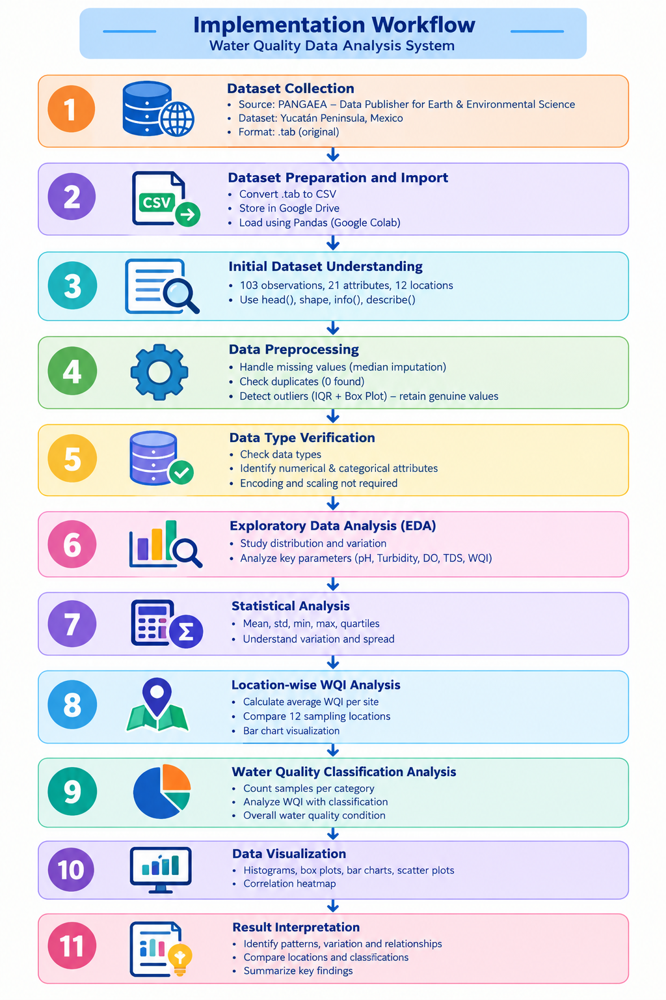 Implementation Workflow
Water Quality Data Analysis System
1
Dataset Collection
• Source: PANGAEA – Data Publisher for Earth & Environmental Science
• Dataset: Yucatán Peninsula, Mexico
• Format: .tab (original)
2
CSV
Dataset Preparation and Import
• Convert .tab to CSV
• Store in Google Drive
• Load using Pandas (Google Colab)
3
Initial Dataset Understanding
• 103 observations, 21 attributes, 12 locations
• Use head(), shape, info(), describe()
4
Data Preprocessing
• Handle missing values (median imputation)
• Check duplicates (0 found)
• Detect outliers (IQR + Box Plot) – retain genuine values
5
Data Type Verification
• Check data types
• Identify numerical & categorical attributes
• Encoding and scaling not required
6
Exploratory Data Analysis (EDA)
• Study distribution and variation
• Analyze key parameters (pH, Turbidity, DO, TDS, WQI)
7
Σ
Statistical Analysis
• Mean, std, min, max, quartiles
• Understand variation and spread
8
Location-wise WQI Analysis
• Calculate average WQI per site
• Compare 12 sampling locations
• Bar chart visualization
9
Water Quality Classification Analysis
• Count samples per category
• Analyze WQI with classification
• Overall water quality condition
10
Data Visualization
• Histograms, box plots, bar charts, scatter plots
• Correlation heatmap
11
Result Interpretation
• Identify patterns, variation and relationships
• Compare locations and classifications
• Summarize key findings